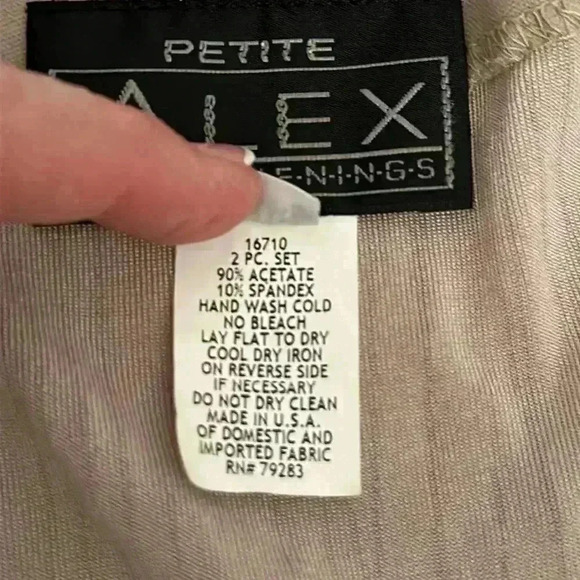 PETITE
ALEX
E-N-I-N-G-S
16710
2 PC. SET
90% ACETATE
10% SPANDEX
HAND WASH COLD
NO BLEACH
LAY FLAT TO DRY
COOL DRY IRON
ON REVERSE SIDE
IF NECESSARY
DO NOT DRY CLEAN
MADE IN U.S.A.
OF DOMESTIC AND
IMPORTED FABRIC
RN# 79283